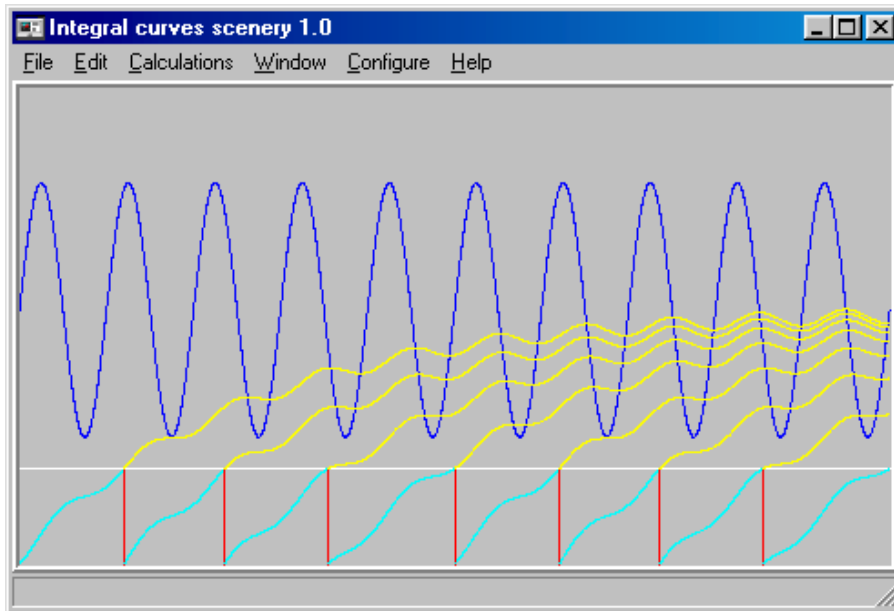 Integral curves scenery 1.0
File Edit Calculations Window Configure Help